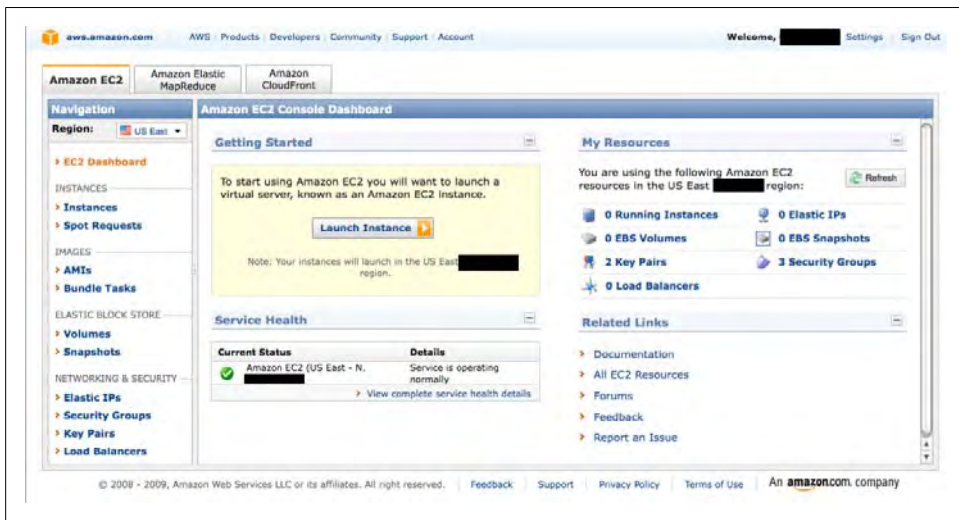 aws.amazon.com AWS Products Developers Community Support Account Welcome, Settings Sign Out
Amazon EC2
Amazon Elastic
MapReduce
Amazon
CloudFront
Navigation
Region: US East
EC2 Dashboard
INSTANCES
Instances
Spot Requests
IMAGES
AMIs
Bundle Tasks
ELASTIC BLOCK STORE
Volumes
Snapshots
NETWORKING & SECURITY
Elastic IPs
Security Groups
Key Pairs
Load Balancers
Amazon EC2 Console Dashboard
Getting Started
To start using Amazon EC2 you will want to launch a
virtual server, known as an Amazon EC2 instance.
Launch Instance
Note: Your instances will launch in the US East
region.
Service Health
Current Status Details
Amazon EC2 (US East - N.
Service is operating
normally
View complete service health details
My Resources
You are using the following Amazon EC2
resources in the US East region:
Refresh
0 Running Instances 0 Elastic IPs
0 EBS Volumes 0 EBS Snapshots
2 Key Pairs 3 Security Groups
0 Load Balancers
Related Links
Documentation
All EC2 Resources
Forums
Feedback
Report an Issue
© 2008 - 2009, Amazon Web Services LLC or its affiliates. All right reserved. Feedback Support Privacy Policy Terms of Use An amazon.com. company